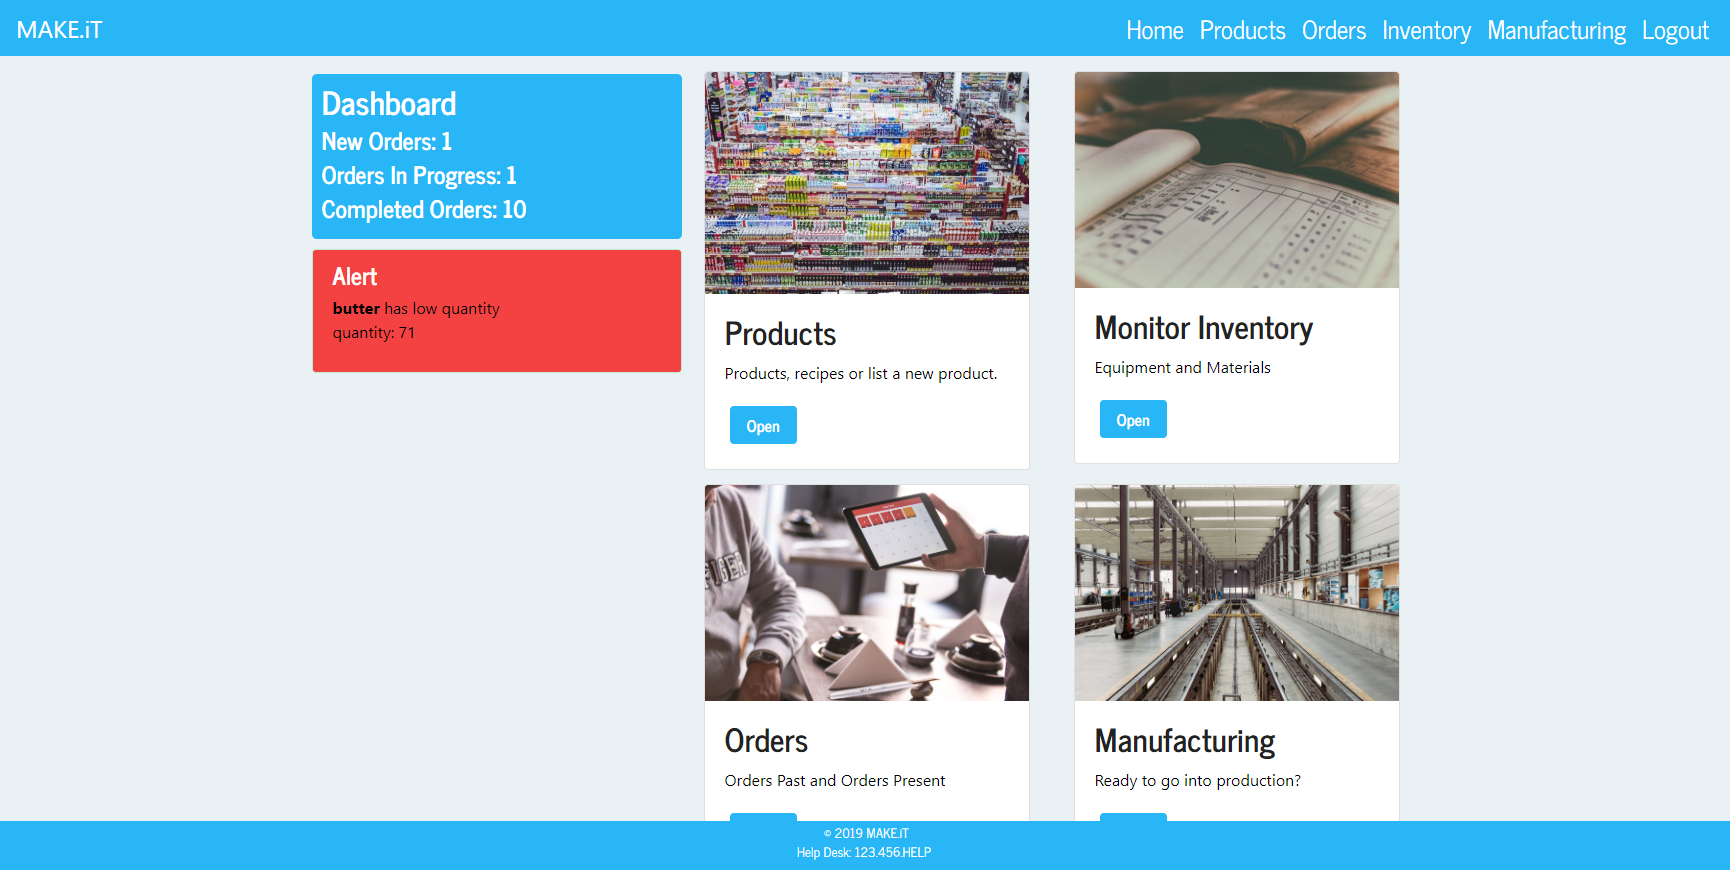 MAKE.iT
Home Products Orders Inventory Manufacturing Logout
Dashboard
New Orders: 1
Orders In Progress: 1
Completed Orders: 10
Alert
butter has low quantity
quantity: 71
Products
Products, recipes or list a new product.
Open
Monitor Inventory
Equipment and Materials
Open
Orders
Orders Past and Orders Present
Manufacturing
Ready to go into production?
© 2019 MAKE.iT
Help Desk: 123.456.HELP